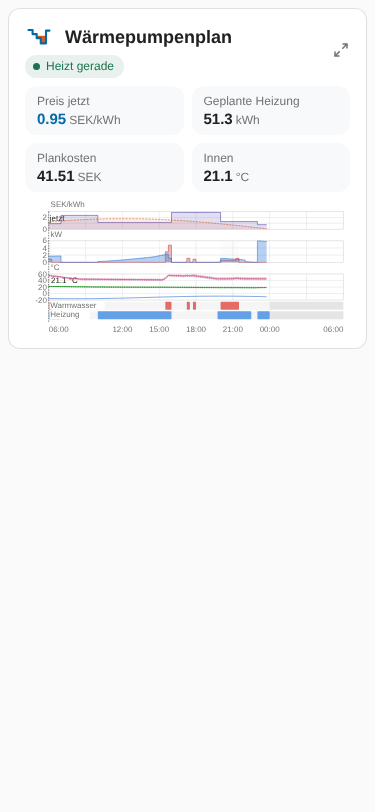 Wärmepumpenplan
Heizt gerade
Preis jetzt
0.95 SEK/kWh
Geplante Heizung
51.3 kWh
Plankosten
41.51 SEK
Innen
21.1 °C
SEK/kWh
2
jetzt
0
kW
6
4
2
0
°C
60
40
21.1 °C
20
0
-20
Warmwasser
Heizung
06:00 12:00 15:00 18:00 21:00 00:00 06:00